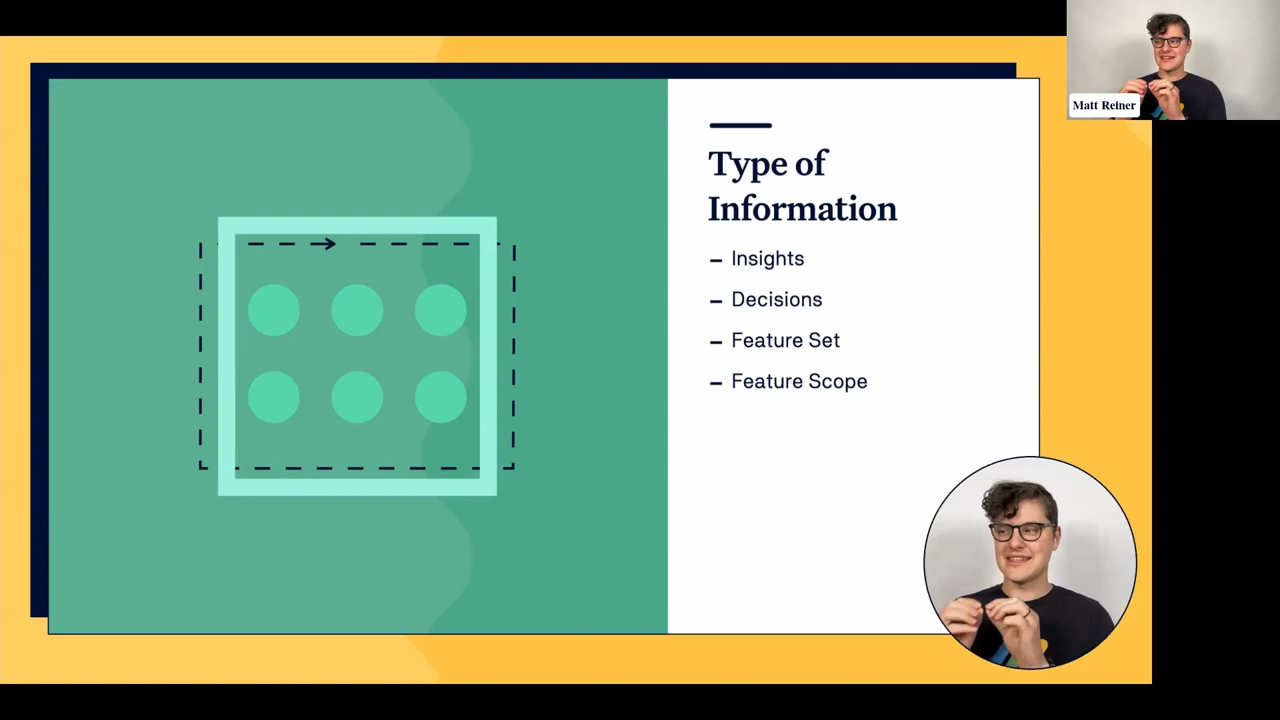 Matt Reiner
Type of
Information
– Insights
– Decisions
– Feature Set
– Feature Scope